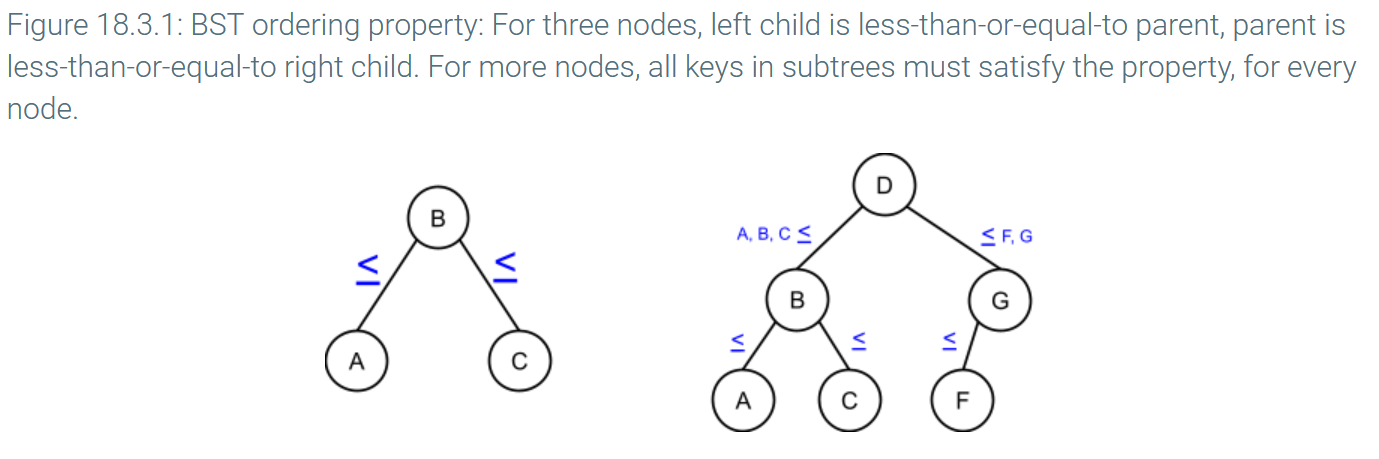 Figure 18.3.1: BST ordering property: For three nodes, left child is less-than-or-equal-to parent, parent is
less-than-or-equal-to right child. For more nodes, all keys in subtrees must satisfy the property, for every
node.
B
≤ ≤
A C
D
A, B, C ≤ ≤ F, G
B G
≤ ≤ ≤
A C F